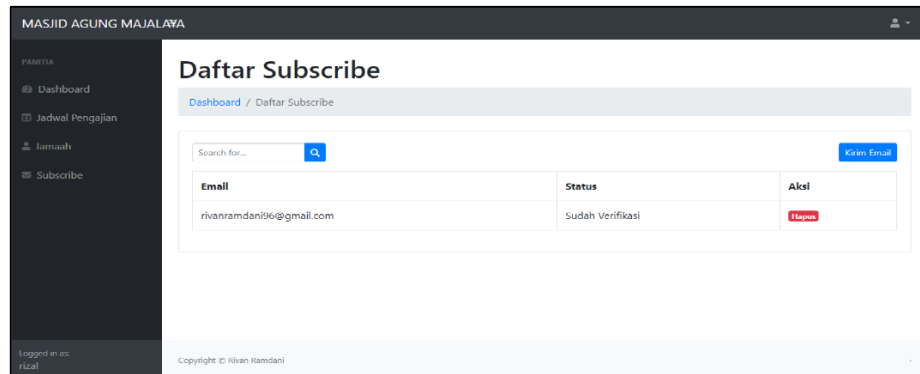 MASJID AGUNG MAJALAYA
PANITIA
Dashboard
Jadwal Pengajian
Jamaah
Subscribe
Logged in as:
rizal
Daftar Subscribe
Dashboard / Daftar Subscribe
Search for...
Kirim Email
Email Status Aksi
rivanramdani96@gmail.com Sudah Verifikasi Hapus
Copyright © Rivan Ramdani